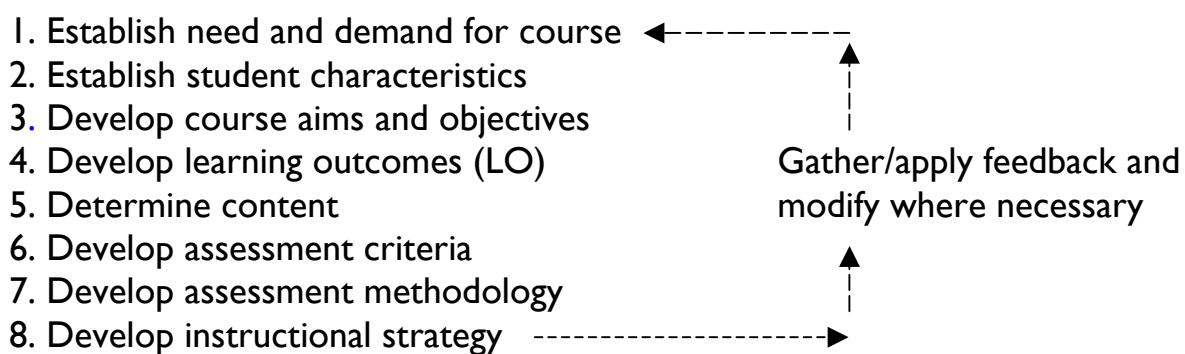 1. Establish need and demand for course
2. Establish student characteristics
3. Develop course aims and objectives
4. Develop learning outcomes (LO)
5. Determine content
6. Develop assessment criteria
7. Develop assessment methodology
8. Develop instructional strategy
Gather/apply feedback and
modify where necessary